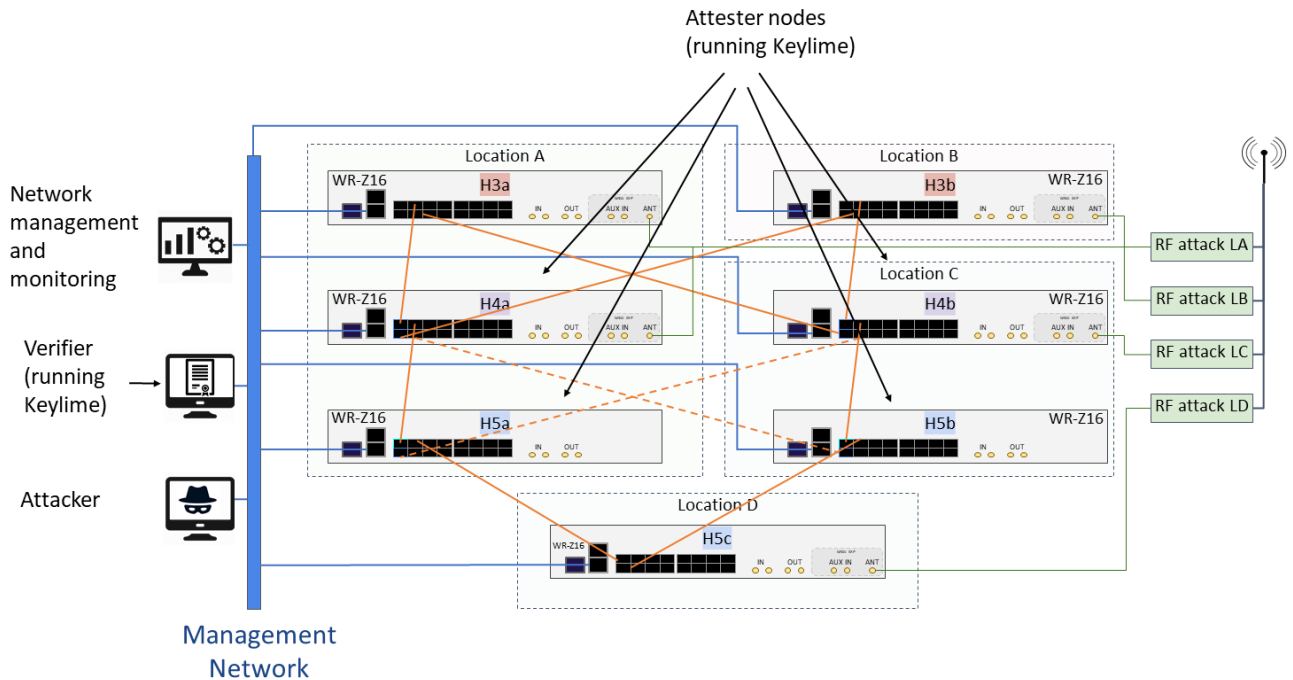 Attester nodes
(running Keylime)
Location A
Location B
WR-Z16
H3a
IN
OUT
AUX IN
ANT
H3b
WR-Z16
IN
OUT
AUX IN
ANT
Network
management
and
monitoring
RF attack LA
Location C
WR-Z16
H4a
IN
OUT
AUX IN
ANT
H4b
WR-Z16
IN
OUT
AUX IN
ANT
RF attack LB
Verifier
(running
Keylime)
RF attack LC
RF attack LD
WR-Z16
H5a
IN
OUT
H5b
WR-Z16
IN
OUT
Attacker
Location D
WR-Z16
H5c
IN
OUT
AUX IN
ANT
Management
Network